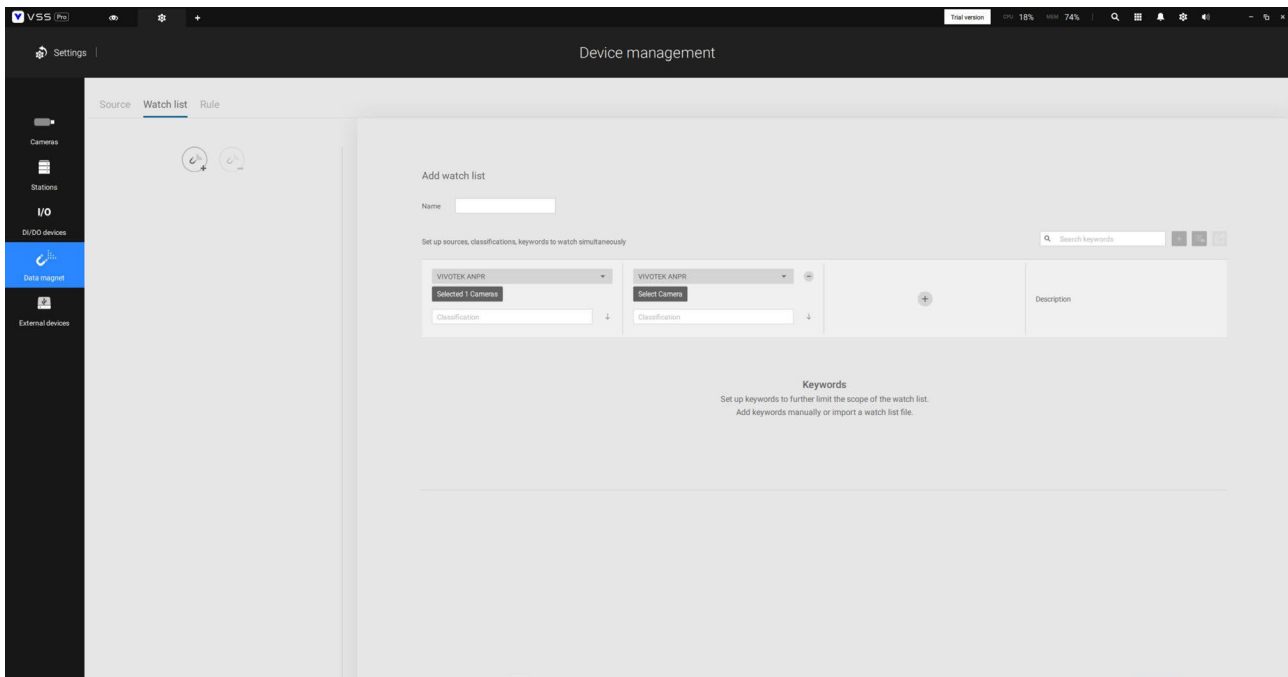 VSS Pro
Trial version CPU 18% MEM 74%
Settings
Device management
Cameras
Stations
I/O
DI/DO devices
Data magnet
External devices
Source Watch list Rule
Add watch list
Name
Set up sources, classifications, keywords to watch simultaneously
Search keywords
VIVOTEK ANPR VIVOTEK ANPR
Selected 1 Cameras Select Camera
Description
Classification Classification
Keywords
Set up keywords to further limit the scope of the watch list.
Add keywords manually or import a watch list file.